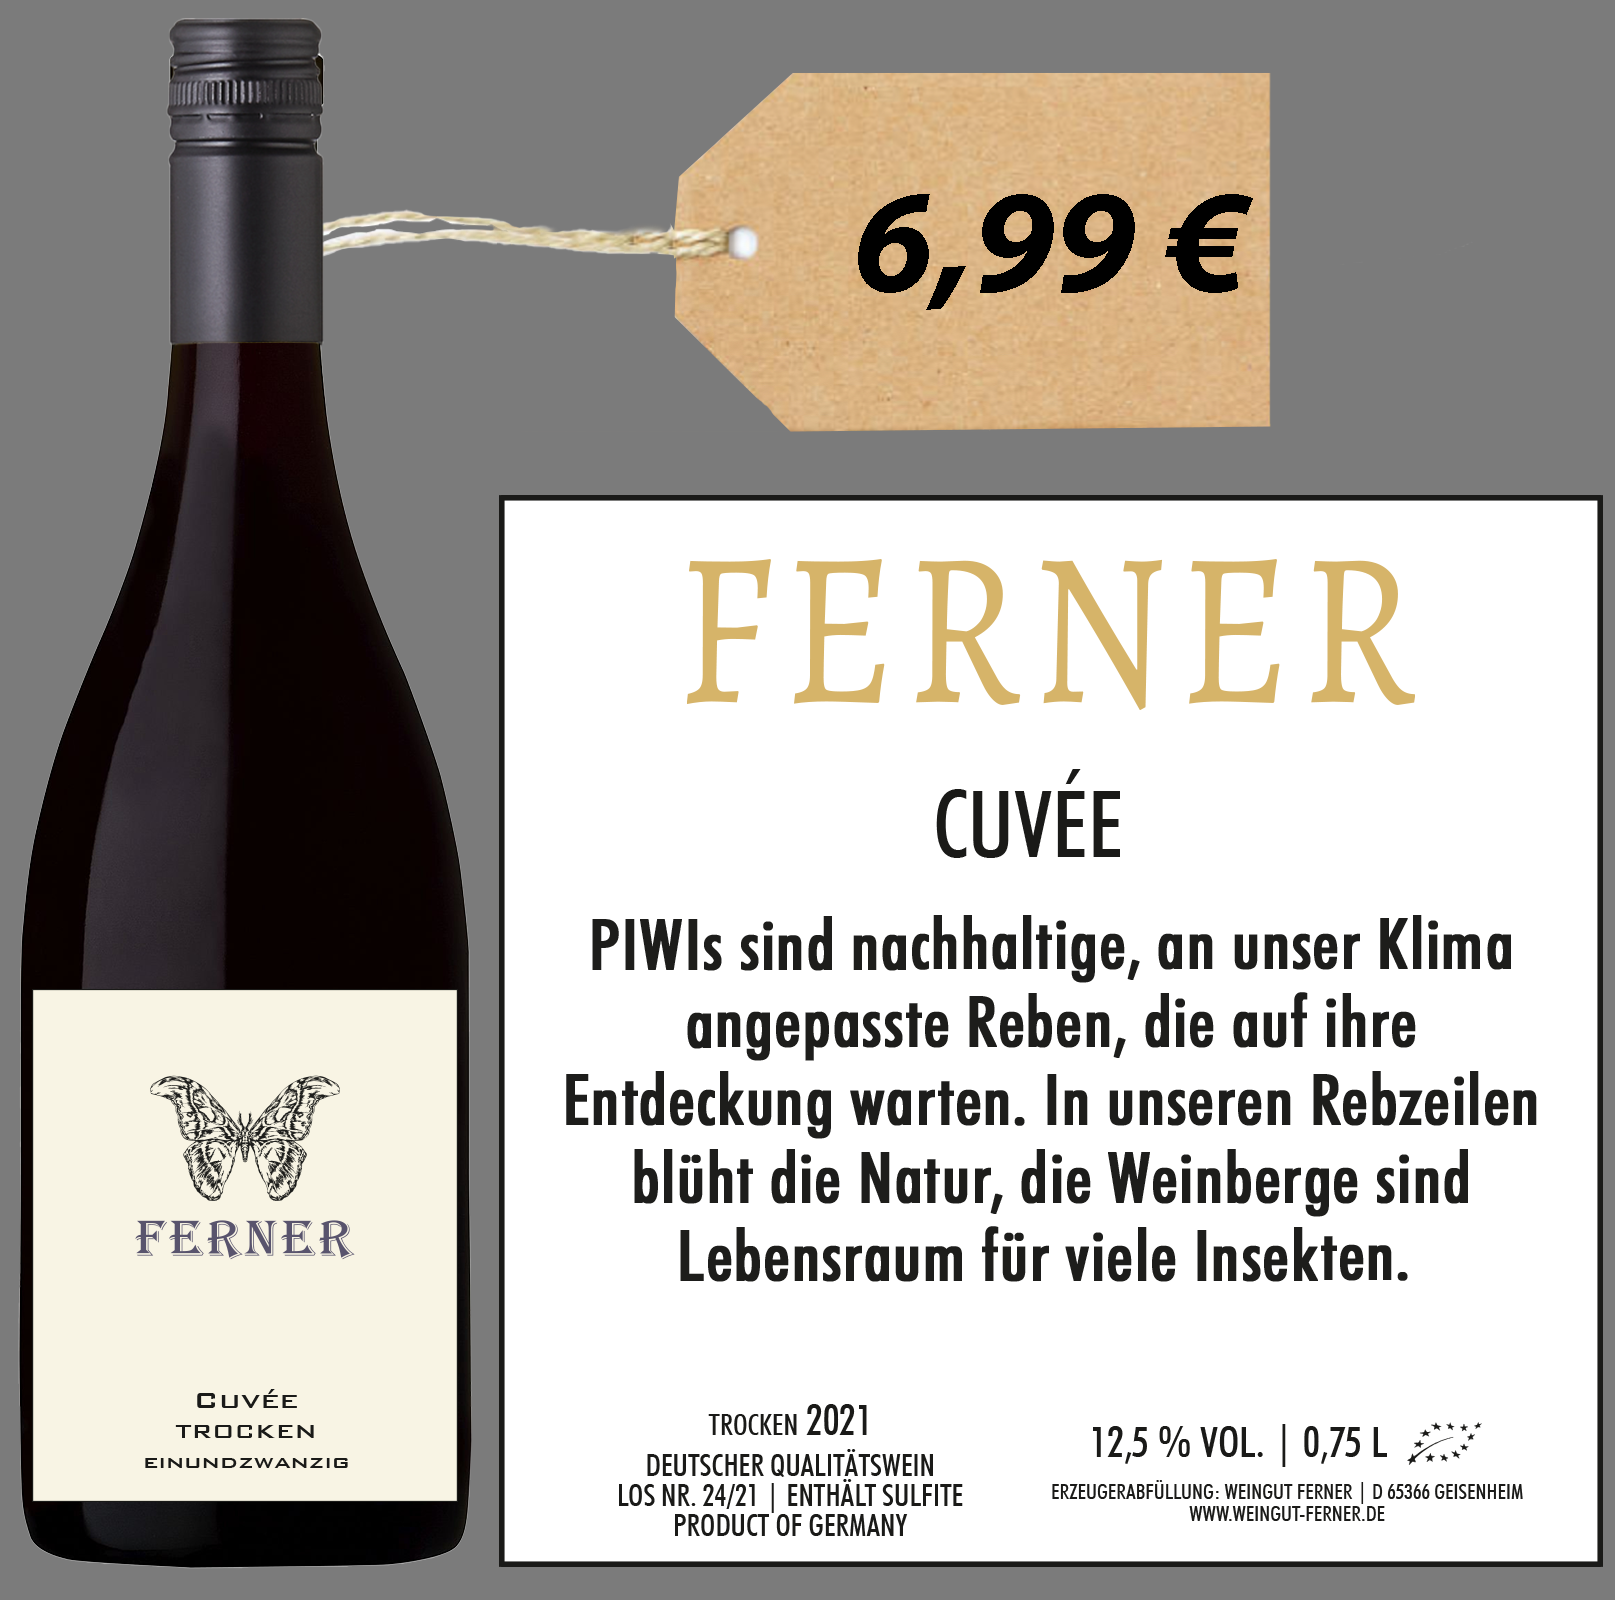 6,99 €
FERNER
CUVÉE
PIWIs sind nachhaltige, an unser Klima
angepasste Reben, die auf ihre
Entdeckung warten. In unseren Rebzeilen
blüht die Natur, die Weinberge sind
Lebensraum für viele Insekten.
TROCKEN 2021
DEUTSCHER QUALITÄTSWEIN
LOS NR. 24/21 | ENTHÄLT SULFITE
PRODUCT OF GERMANY
12,5 % VOL. | 0,75 L
ERZEUGERABFÜLLUNG: WEINGUT FERNER | D 65366 GEISENHEIM
WWW.WEINGUT-FERNER.DE
FERNER
CUVÉE
TROCKEN
EINUNDZWANZIG